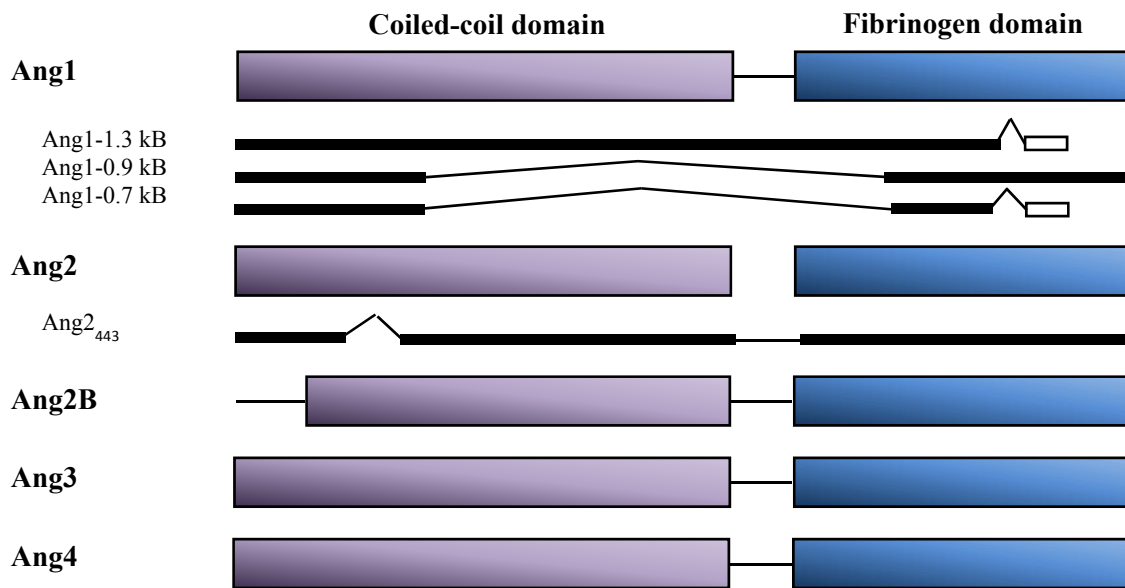 Coiled-coil domain Fibrinogen domain
Ang1
Ang1-1.3 kB
Ang1-0.9 kB
Ang1-0.7 kB
Ang2
Ang2443
Ang2B
Ang3
Ang4